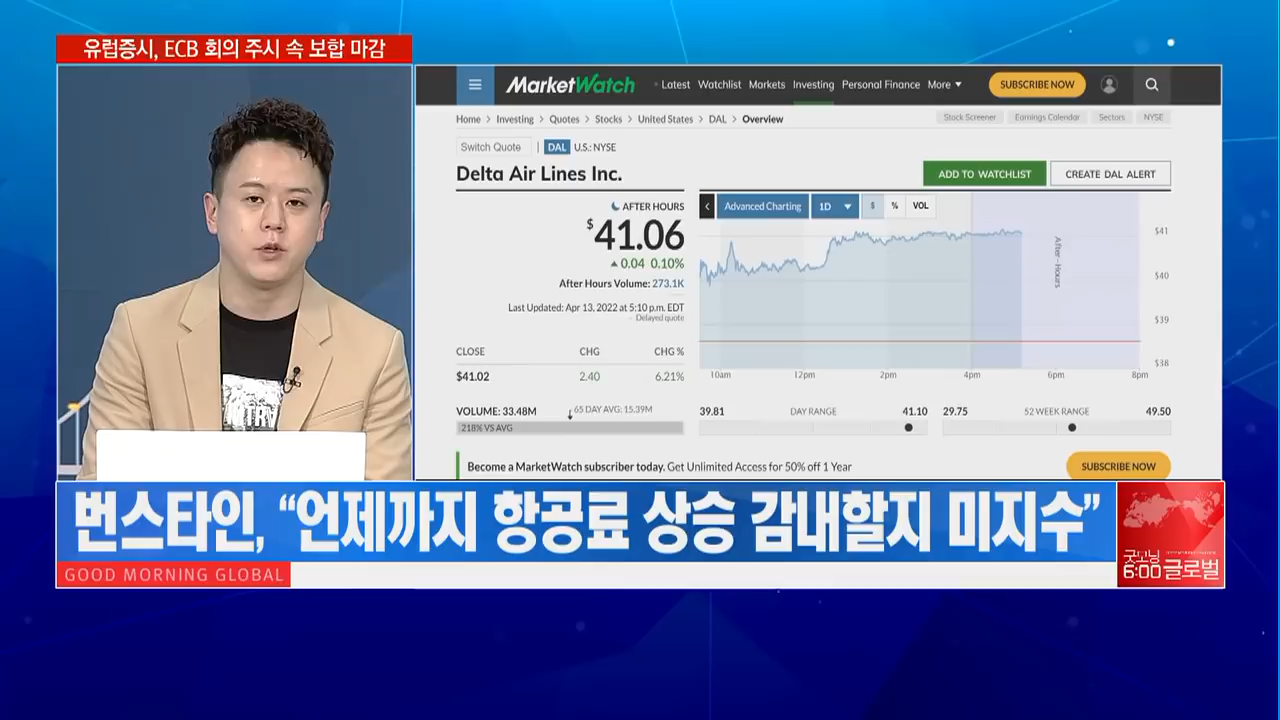 유럽증시, ECB 회의 주시 속 보합 마감
MarketWatch
Latest Watchlist Markets Investing Personal Finance More
SUBSCRIBE NOW
Home > Investing > Quotes > Stocks > United States > DAL > Overview
Stock Screener Earnings Calendar Sectors NYSE
Switch Quote | DAL U.S.: NYSE
Delta Air Lines Inc.
ADD TO WATCHLIST CREATE DAL ALERT
AFTER HOURS
$41.06
0.04 0.10%
After Hours Volume: 273.1K
Last Updated: Apr 13, 2022 at 5:10 p.m. EDT
Delayed quote
CLOSE CHG CHG %
$41.02 2.40 6.21%
VOLUME: 33.48M 65 DAY AVG: 15.39M
218% VS AVG
< Advanced Charting 1D $ % VOL
After-Hours
$41
$40
$39
$38
10am 12pm 2pm 4pm 6pm 8pm
39.81 DAY RANGE 41.10
29.75 52 WEEK RANGE 49.50
Become a MarketWatch subscriber today. Get Unlimited Access for 50% off 1 Year
SUBSCRIBE NOW
번스타인, “언제까지 항공료 상승 감내할지 미지수”
GOOD MORNING GLOBAL
굿모닝
6:00 글로벌